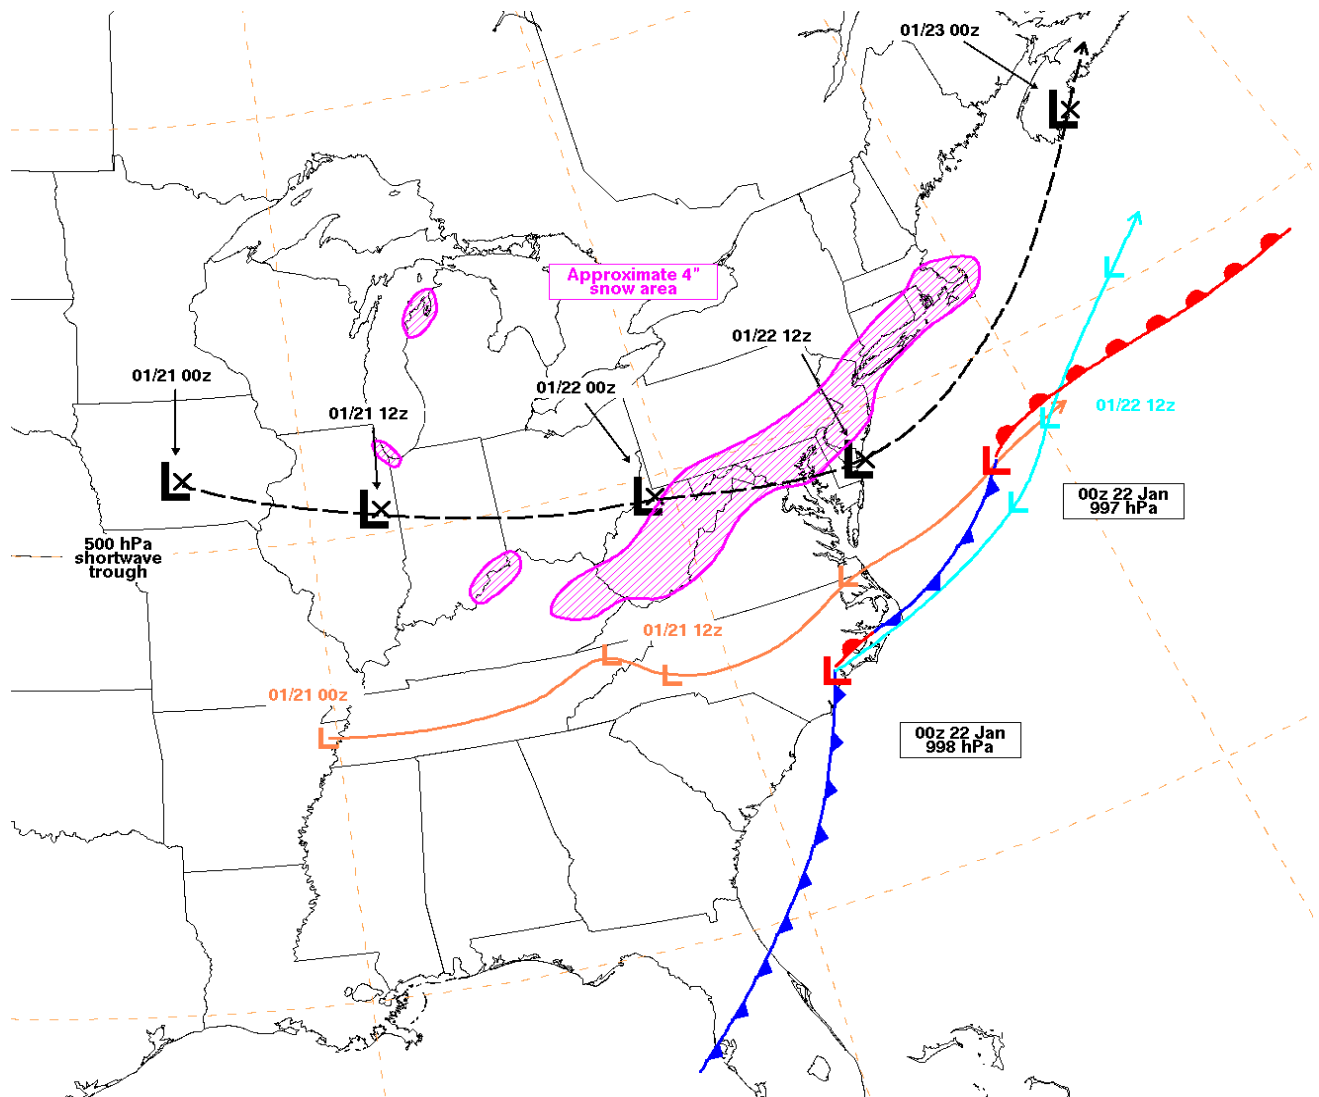 01/23 00z
Approximate 4"
snow area
01/22 12z
01/21 00z
01/22 00z
01/21 12z
01/22 12z
00z 22 Jan
997 hPa
500 hPa
shortwave
trough
01/21 12z
01/21 00z
00z 22 Jan
998 hPa
L
L
L
L
L
L
L
L
L
L
L
L
L
L
X
X
X
X
X